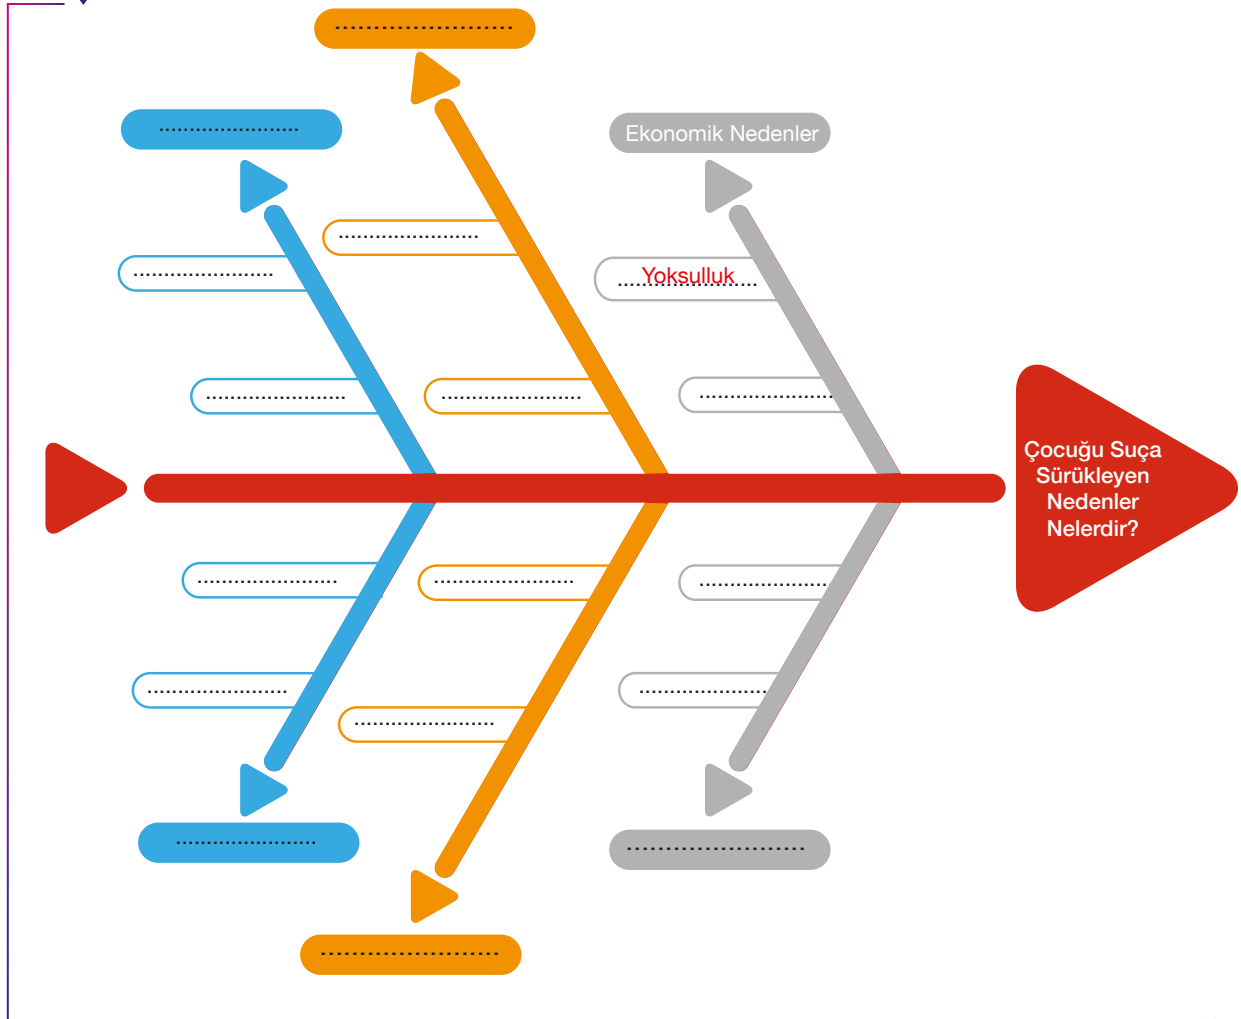 Ekonomik Nedenler
Yoksulluk
Çocuğu Suça
Sürükleyen
Nedenler
Nelerdir?